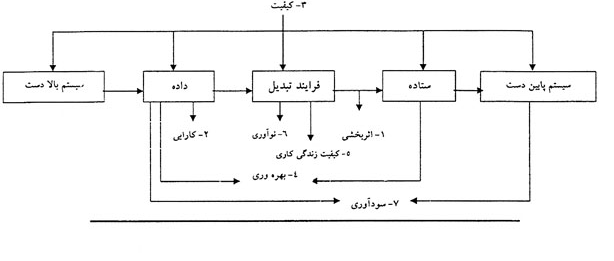 ۳- کیفیت
سیستم بالا دست
داده
فرایند تبدیل
ستاده
سیستم پایین دست
۲- کارایی
۶- نوآوری
۱- اثربخشی
۵- کیفیت زندگی کاری
۴- بهره وری
۷- سودآوری